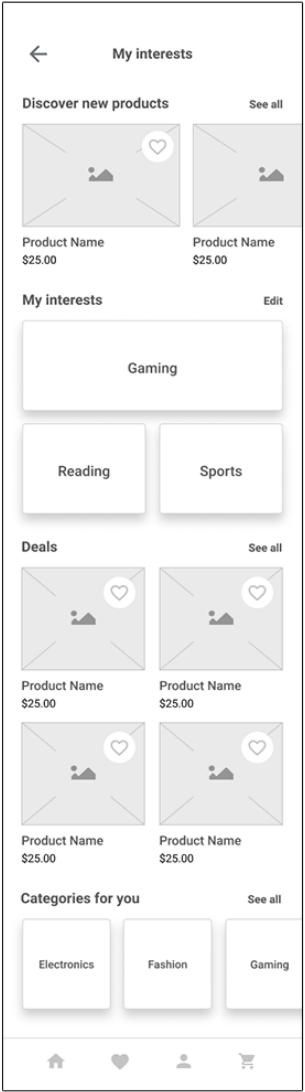 My interests
Discover new products See all
Product Name Product Name
$25.00 $25.00
My interests Edit
Gaming
Reading Sports
Deals See all
Product Name Product Name
$25.00 $25.00
Product Name Product Name
$25.00 $25.00
Categories for you See all
Electronics Fashion Gaming